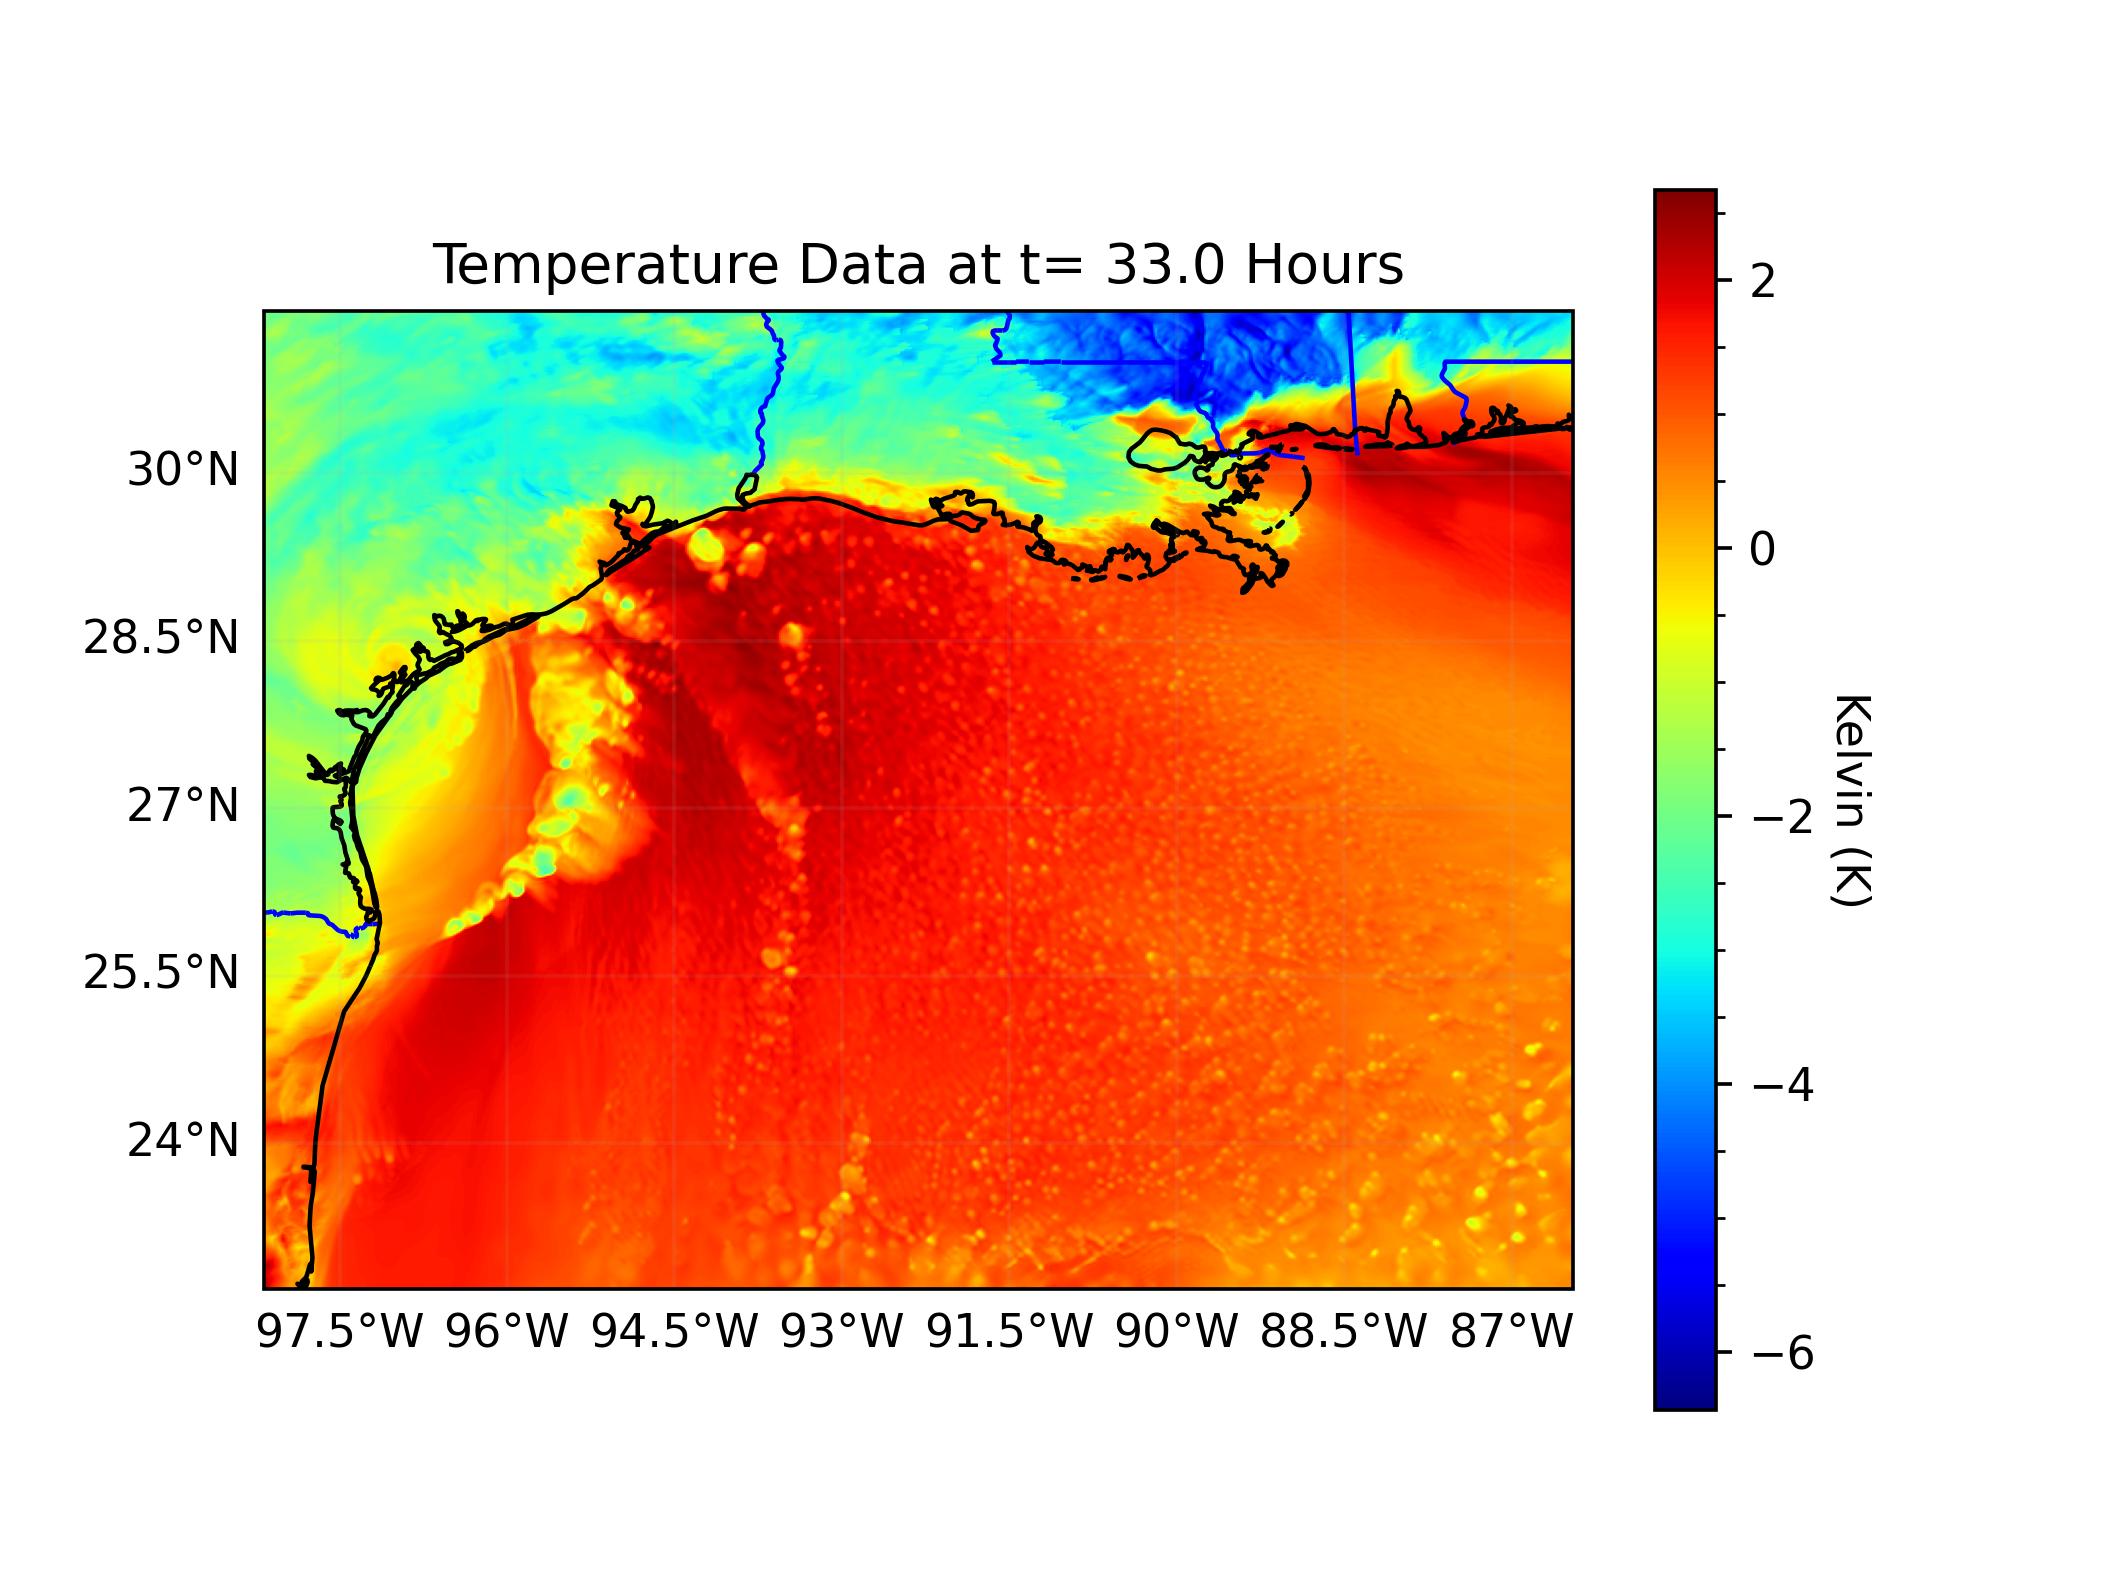 Temperature Data at t= 33.0 Hours
30°N
28.5°N
27°N
25.5°N
24°N
97.5°W 96°W 94.5°W 93°W 91.5°W 90°W 88.5°W 87°W
2
0
−2
−4
−6
Kelvin (K)